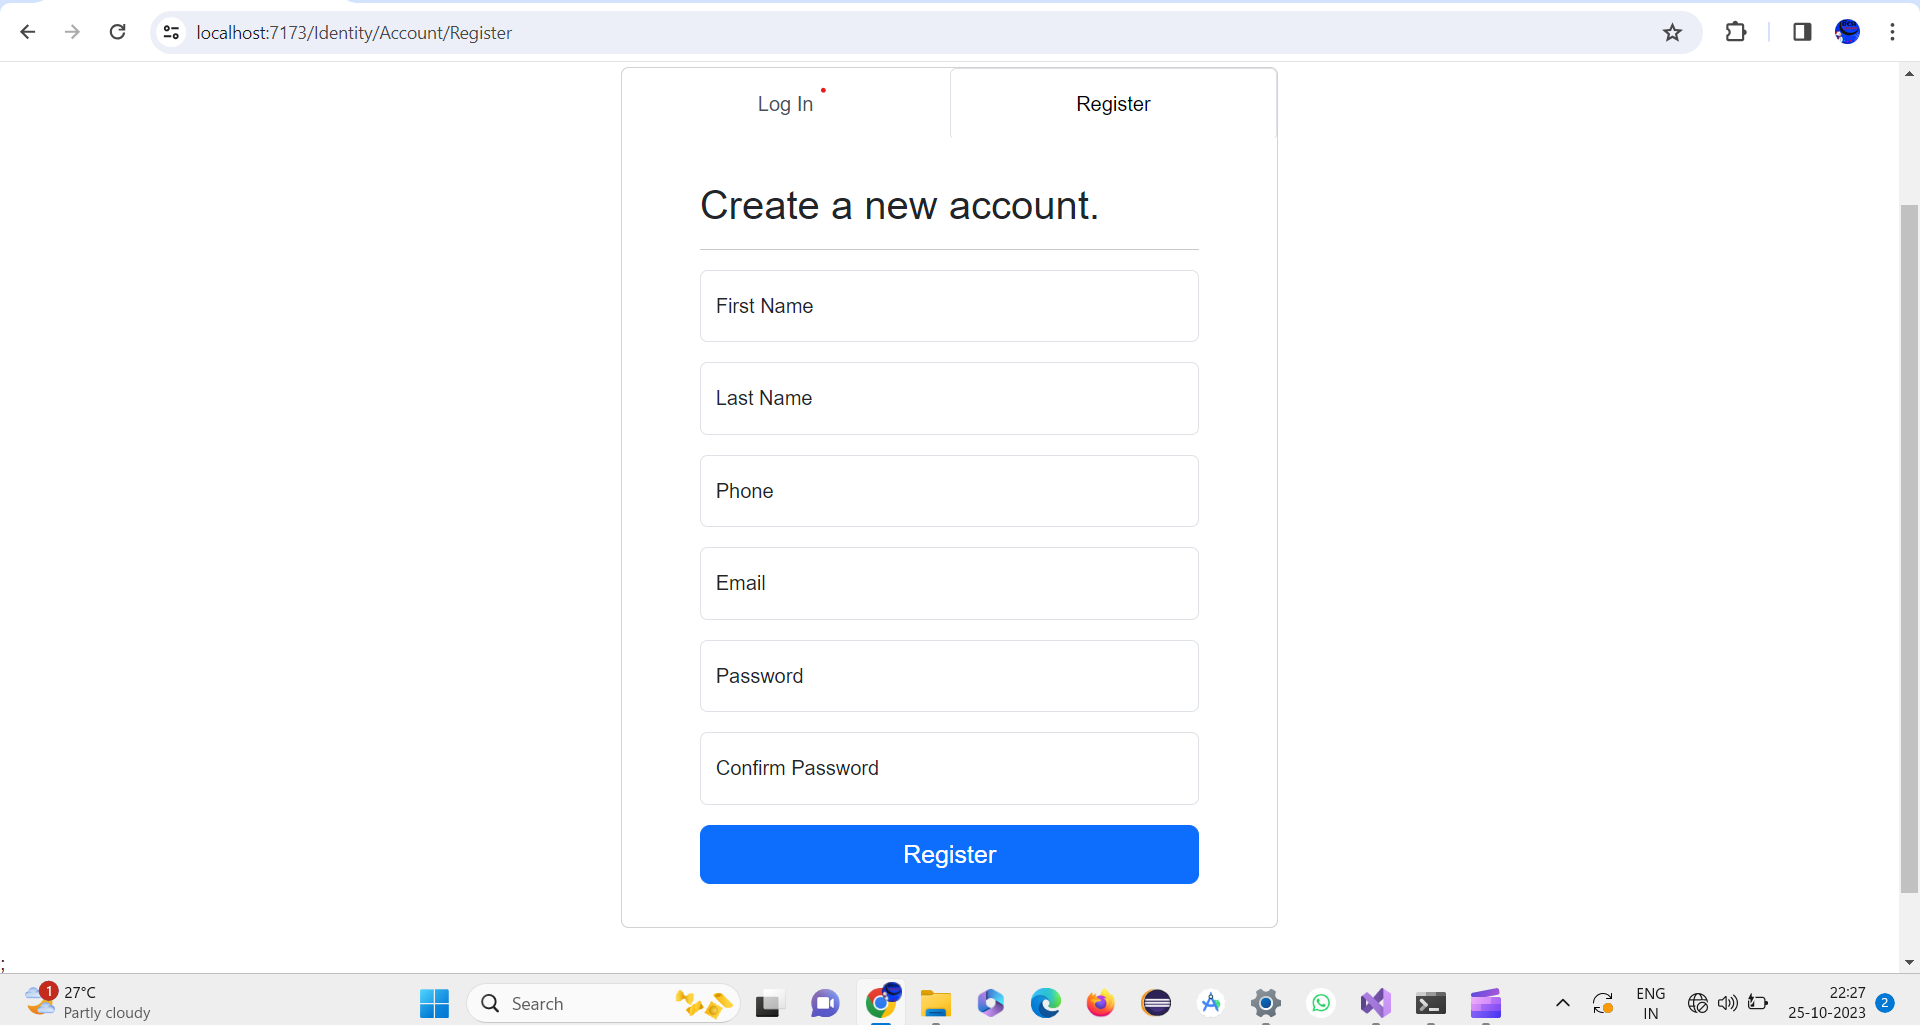 localhost:7173/Identity/Account/Register
Log In
Register
Create a new account.
First Name
Last Name
Phone
Email
Password
Confirm Password
Register
;
1
27°C
Partly cloudy
Search
ENG
IN
22:27
25-10-2023
2